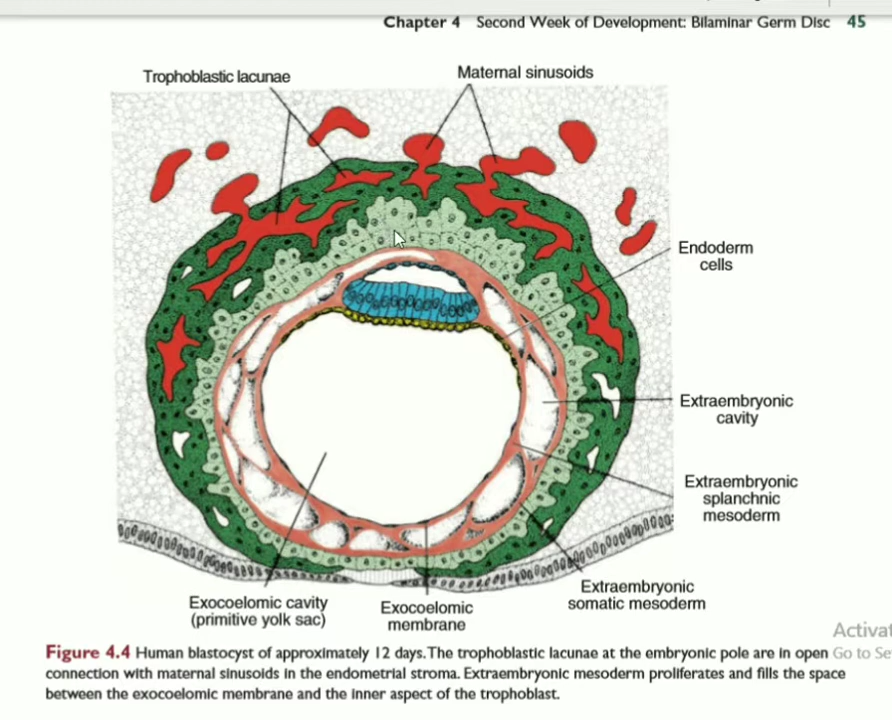 Chapter 4 Second Week of Development: Bilaminar Germ Disc 45
Trophoblastic lacunae
Maternal sinusoids
Endoderm
cells
Extraembryonic
cavity
Extraembryonic
splanchnic
mesoderm
Extraembryonic
somatic mesoderm
Exocoelomic cavity
(primitive yolk sac)
Exocoelomic
membrane
Activat
Figure 4.4 Human blastocyst of approximately 12 days. The trophoblastic lacunae at the embryonic pole are in open Go to Se
connection with maternal sinusoids in the endometrial stroma. Extraembryonic mesoderm proliferates and fills the space
between the exocoelomic membrane and the inner aspect of the trophoblast.